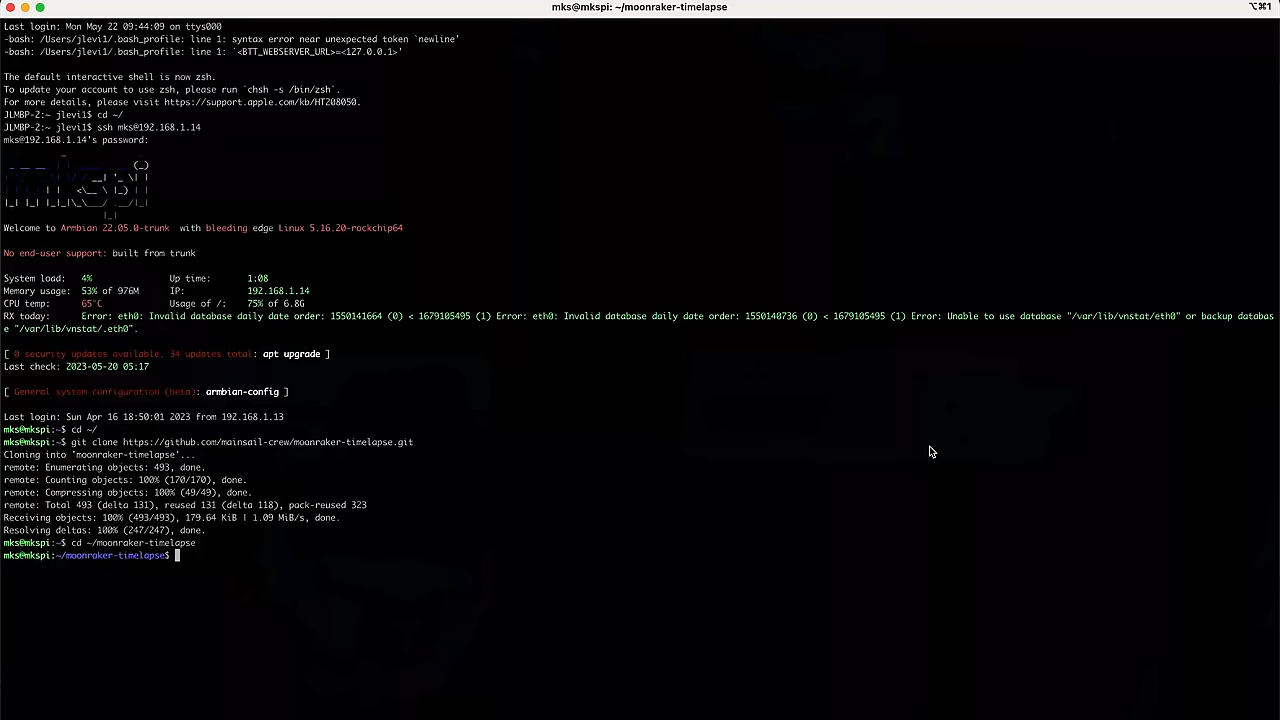 mks@mkspi: ~/moonraker-timelapse
⌥⌘1
Last login: Mon May 22 09:44:09 on ttys000
-bash: /Users/jlevi1/.bash_profile: line 1: syntax error near unexpected token `newline'
-bash: /Users/jlevi1/.bash_profile: line 1: `<BTT_WEBSERVER_URL>=<127.0.0.1>'
The default interactive shell is now zsh.
To update your account to use zsh, please run `chsh -s /bin/zsh`.
For more details, please visit https://support.apple.com/kb/HT208050.
JLMBP-2:~ jlevi1$ cd ~/
JLMBP-2:~ jlevi1$ ssh mks@192.168.1.14
mks@192.168.1.14's password:
Welcome to Armbian 22.05.0-trunk  with bleeding edge Linux 5.16.20-rockchip64
No end-user support: built from trunk
System load:   4%   Up time:   1:08
Memory usage:  53% of 976M   IP:   192.168.1.14
CPU temp:   65°C   Usage of /:   75% of 6.8G
RX today:   Error: eth0: Invalid database daily date order: 1550141664 (0) < 1679105495 (1) Error: eth0: Invalid database daily date order: 1550140736 (0) < 1679105495 (1) Error: Unable to use database "/var/lib/vnstat/eth0" or backup databas
e "/var/lib/vnstat/.eth0".
[ 0 security updates available, 34 updates total: apt upgrade ]
Last check: 2023-05-20 05:17
[ General system configuration (beta): armbian-config ]
Last login: Sun Apr 16 18:50:01 2023 from 192.168.1.13
mks@mkspi:~$ cd ~/
mks@mkspi:~$ git clone https://github.com/mainsail-crew/moonraker-timelapse.git
Cloning into 'moonraker-timelapse'...
remote: Enumerating objects: 493, done.
remote: Counting objects: 100% (170/170), done.
remote: Compressing objects: 100% (49/49), done.
remote: Total 493 (delta 131), reused 131 (delta 118), pack-reused 323
Receiving objects: 100% (493/493), 179.64 KiB | 1.09 MiB/s, done.
Resolving deltas: 100% (247/247), done.
mks@mkspi:~$ cd ~/moonraker-timelapse
mks@mkspi:~/moonraker-timelapse$